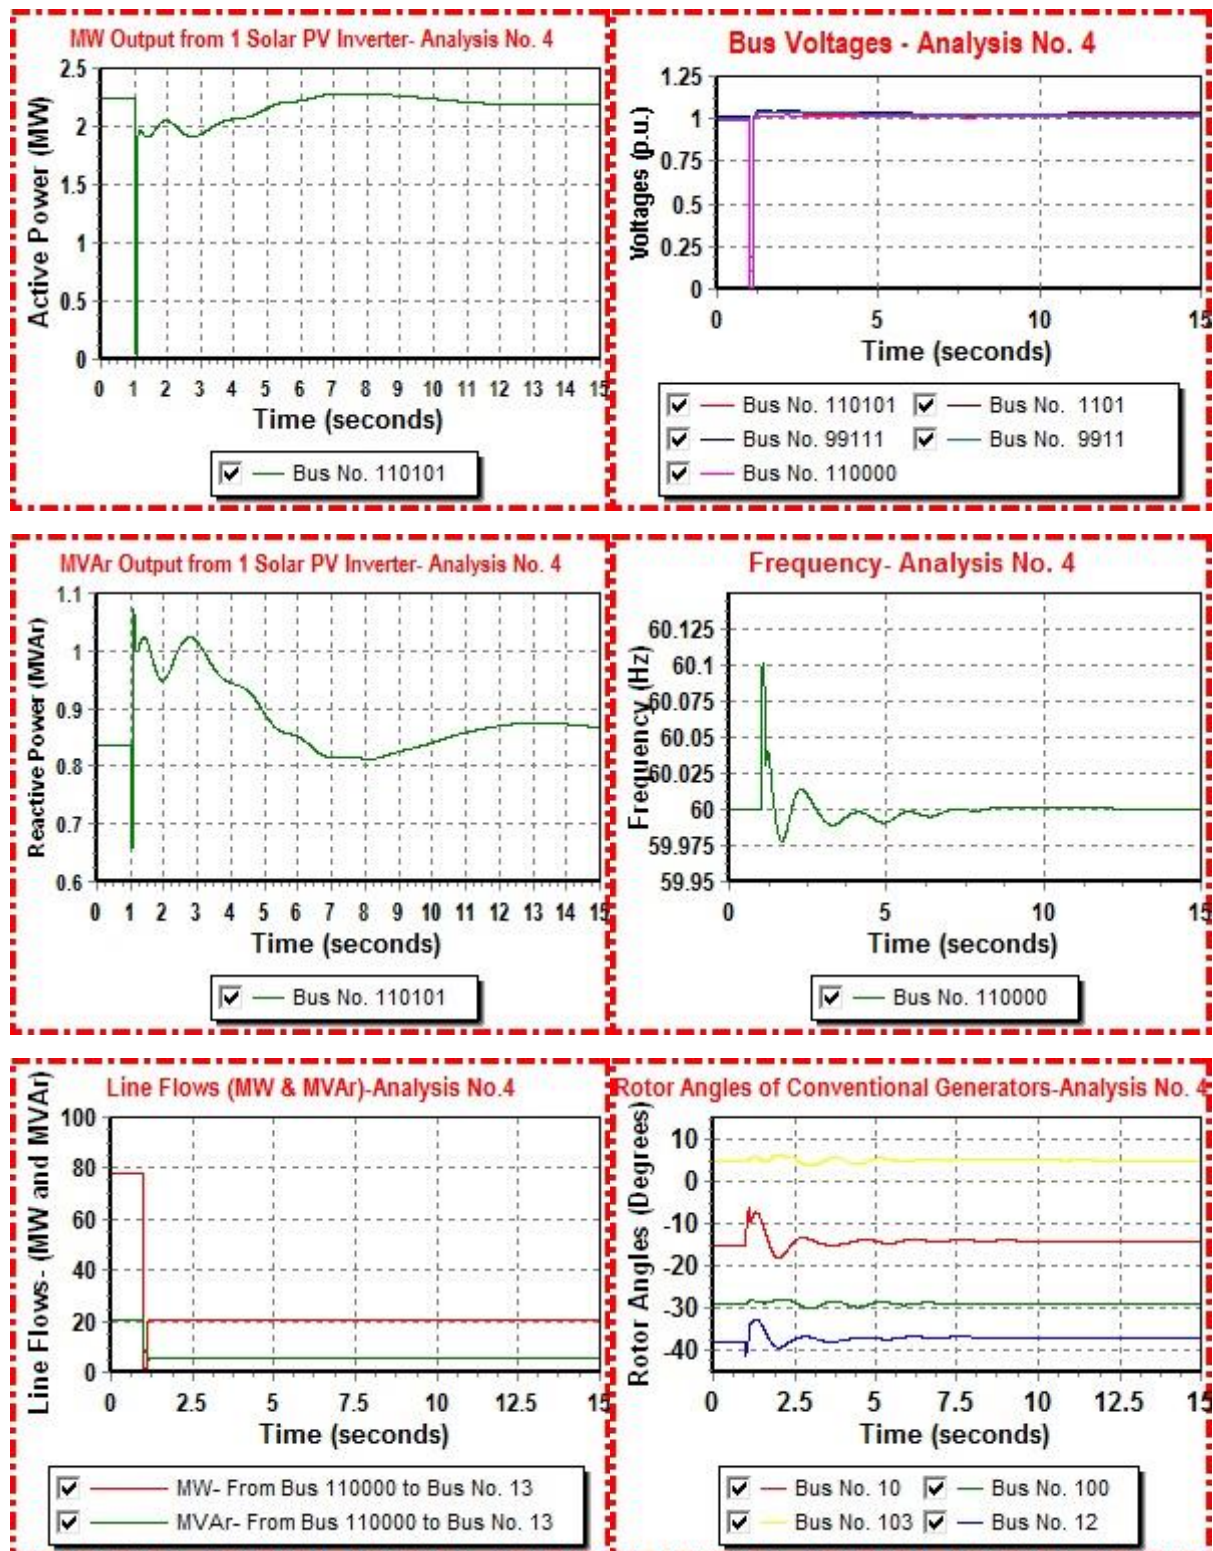 MW Output from 1 Solar PV Inverter- Analysis No. 4
Active Power (MW)
2.5
2
1.5
1
0.5
0
0 1 2 3 4 5 6 7 8 9 10 11 12 13 14 15
Time (seconds)
Bus No. 110101
Bus Voltages - Analysis No. 4
Voltages (p.u.)
1.25
1
0.75
0.5
0.25
0
0 5 10 15
Time (seconds)
Bus No. 110101 Bus No. 1101
Bus No. 99111 Bus No. 9911
Bus No. 110000
MVAr Output from 1 Solar PV Inverter- Analysis No. 4
Reactive Power (MVAr)
1.1
1
0.9
0.8
0.7
0.6
0 1 2 3 4 5 6 7 8 9 10 11 12 13 14 15
Time (seconds)
Bus No. 110101
Frequency- Analysis No. 4
Frequency (Hz)
60.125
60.1
60.075
60.05
60.025
60
59.975
59.95
0 5 10 15
Time (seconds)
Bus No. 110000
Line Flows (MW & MVAr)-Analysis No.4
Line Flows- (MW and MVAr)
100
80
60
40
20
0
0 2.5 5 7.5 10 12.5 15
Time (seconds)
MW- From Bus 110000 to Bus No. 13
MVAr- From Bus 110000 to Bus No. 13
Rotor Angles of Conventional Generators-Analysis No. 4
Rotor Angles (Degrees)
10
0
-10
-20
-30
-40
0 2.5 5 7.5 10 12.5 15
Time (seconds)
Bus No. 10 Bus No. 100
Bus No. 103 Bus No. 12